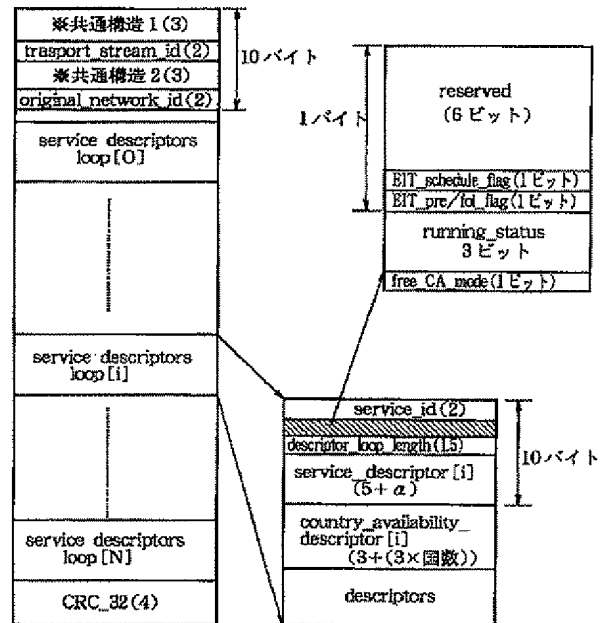 ※共通構造1(3)
trasport_stream_id(2)
※共通構造2(3)
original_network_id(2)
10バイト
service descriptors
loop[0]
service descriptors
loop[i]
service descriptors
loop[N]
CRC_32(4)
1バイト
reserved
(6ビット)
EIT_schedule_flag(1ビット)
EIT_pre/fol_flag(1ビット)
running_status
3ビット
free_CA_mode(1ビット)
service_id(2)
descriptor_loop_length(1.5)
service_descriptor[i]
(5+α)
10バイト
country_availability_
descriptor[i]
(3+(3×国数))
descriptors